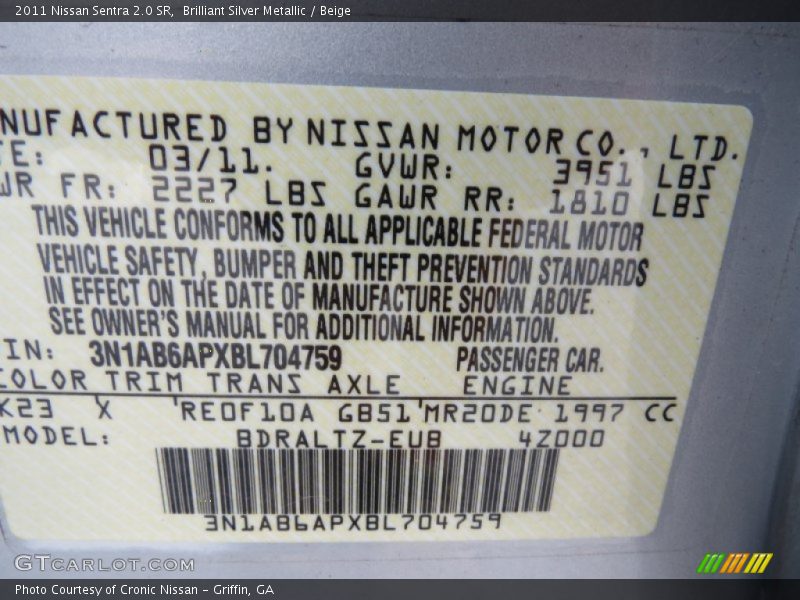 2011 Nissan Sentra 2.0 SR,  Brilliant Silver Metallic / Beige
NUFACTURED BY NISSAN MOTOR CO., LTD.
TE: 03/11. GVWR: 3951 LBS
WR FR: 2227 LBS GAWR RR: 1810 LBS
THIS VEHICLE CONFORMS TO ALL APPLICABLE FEDERAL MOTOR
VEHICLE SAFETY, BUMPER AND THEFT PREVENTION STANDARDS
IN EFFECT ON THE DATE OF MANUFACTURE SHOWN ABOVE.
SEE OWNER'S MANUAL FOR ADDITIONAL INFORMATION.
IN: 3N1AB6APXBL704759 PASSENGER CAR.
COLOR TRIM TRANS AXLE ENGINE
K23 X RE0F10A GB51 MR20DE 1997 CC
MODEL: BDRALTZ-EUB 4Z000
3N1AB6APXBL704759
GTCARLOT.COM
Photo Courtesy of Cronic Nissan - Griffin, GA